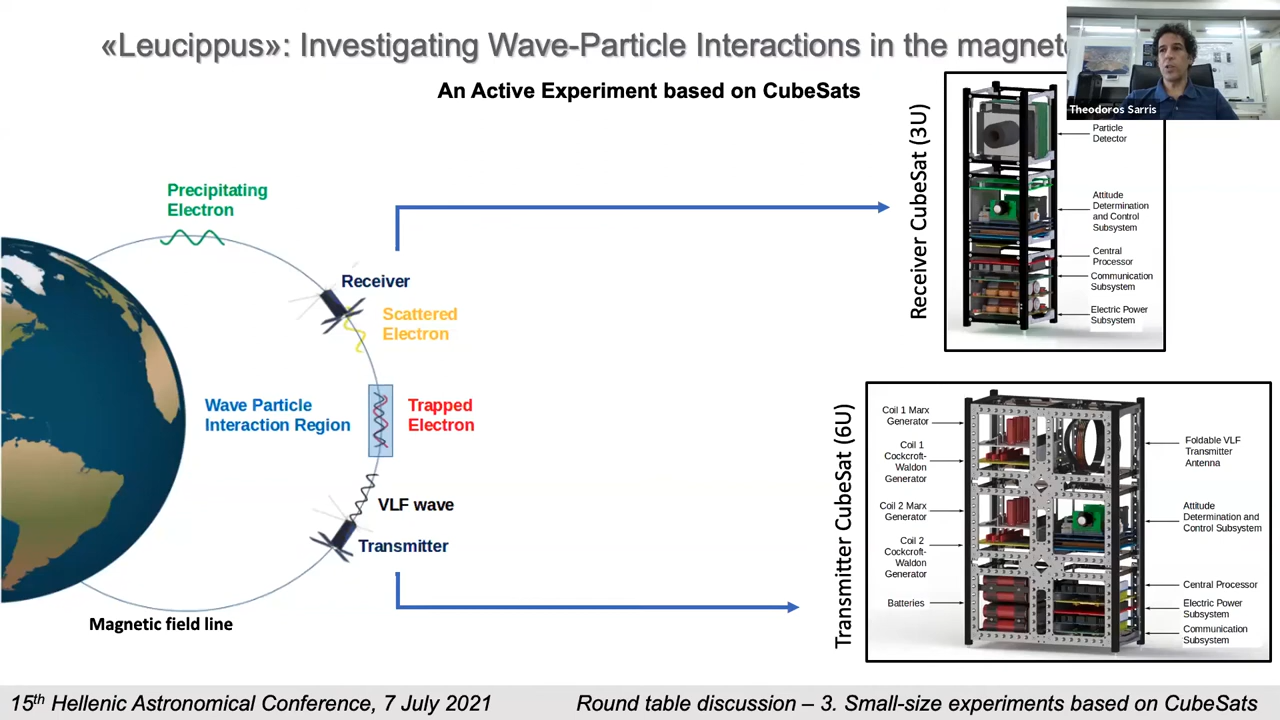 «Leucippus»: Investigating Wave-Particle Interactions in the
An Active Experiment based on CubeSats
Theodoros Sarris
Precipitating
Electron
Receiver
Scattered
Electron
Wave Particle
Interaction Region
Trapped
Electron
VLF wave
Transmitter
Magnetic field line
Receiver CubeSat (3U)
Particle
Detector
Attitude
Determination
and Control
Subsystem
Central
Processor
Communication
Subsystem
Electric Power
Subsystem
Transmitter CubeSat (6U)
Coil 1 Marx
Generator
Coil 1
Cockcroft-
Waldon
Generator
Coil 2 Marx
Generator
Coil 2
Cockcroft-
Waldon
Generator
Batteries
Foldable VLF
Transmitter
Antenna
Attitude
Determination and
Control Subsystem
Central Processor
Electric Power
Subsystem
Communication
Subsystem
15th Hellenic Astronomical Conference, 7 July 2021
Round table discussion – 3. Small-size experiments based on CubeSats